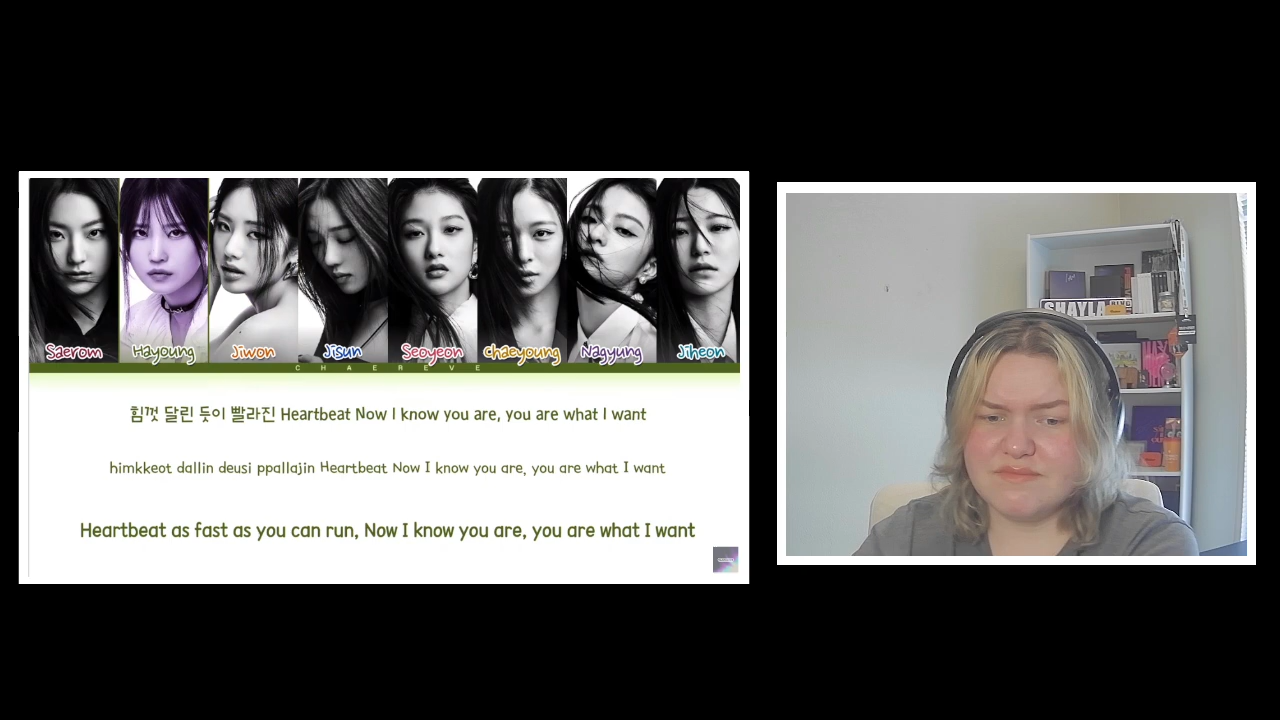 Saerom
Hayoung
Jiwon
Jisun
Seoyeon
Chaeyoung
Nagyung
Jiheon
CHAEREVE
힘껏 달린 듯이 빨라진 Heartbeat Now I know you are, you are what I want
himkkeot dallin deusi ppallajin Heartbeat Now I know you are, you are what I want
Heartbeat as fast as you can run, Now I know you are, you are what I want
SHAYLA